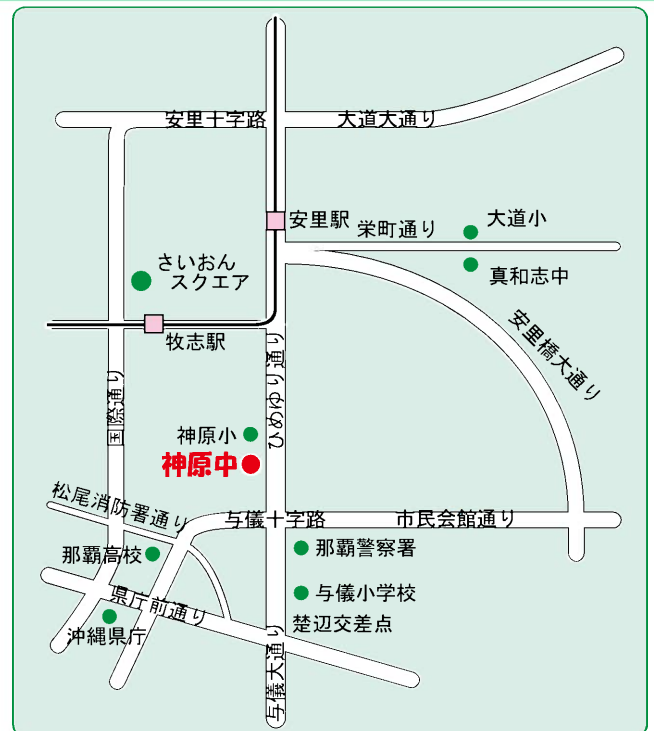 安里十字路
大道大通り
安里駅
栄町通り
大道小
真和志中
さいおん
スクエア
安里橋大通り
牧志駅
ひめゆり通り
国際通り
神原小
神原中
松尾消防署通り
与儀十字路
市民会館通り
那覇高校
那覇警察署
県庁前通り
与儀小学校
沖縄県庁
楚辺交差点
与儀大通り